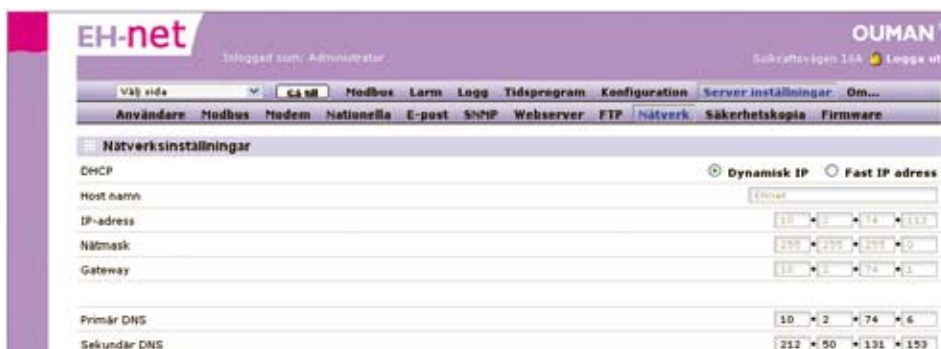 EH-net
OUMAN
Inloggad som: Administrator
Solkraftsvägen 16A Logga ut
Välj sida Gå till Modbus Larm Logg Tidsprogram Konfiguration Server inställningar Om...
Användare Modbus Modem Nationella E-post SNMP Webserver FTP Nätverk Säkerhetskopia Firmware
Nätverksinställningar
DHCP Dynamisk IP Fast IP adress
Host namn EHnet
IP-adress 10 2 74 113
Nätmask 255 255 255 0
Gateway 10 2 74 1
Primär DNS 10 2 74 6
Sekundär DNS 212 50 131 153